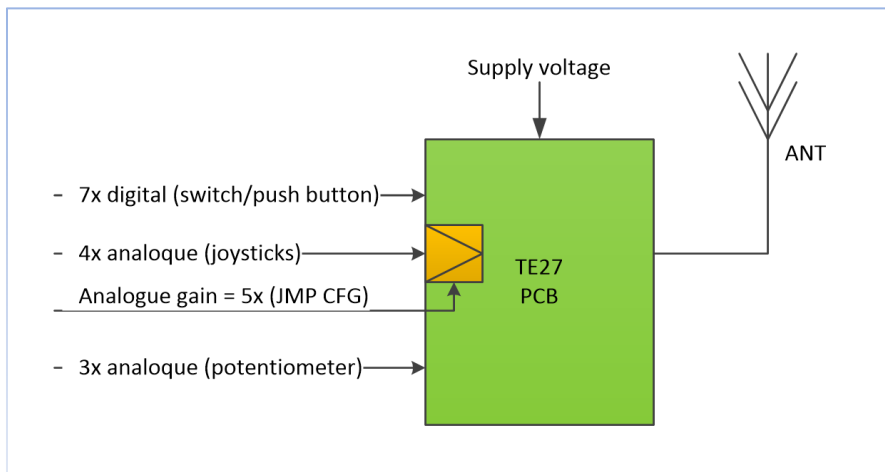 Supply voltage
ANT
- 7x digital (switch/push button)
- 4x analoque (joysticks)
Analogue gain = 5x (JMP CFG)
TE27
PCB
- 3x analoque (potentiometer)